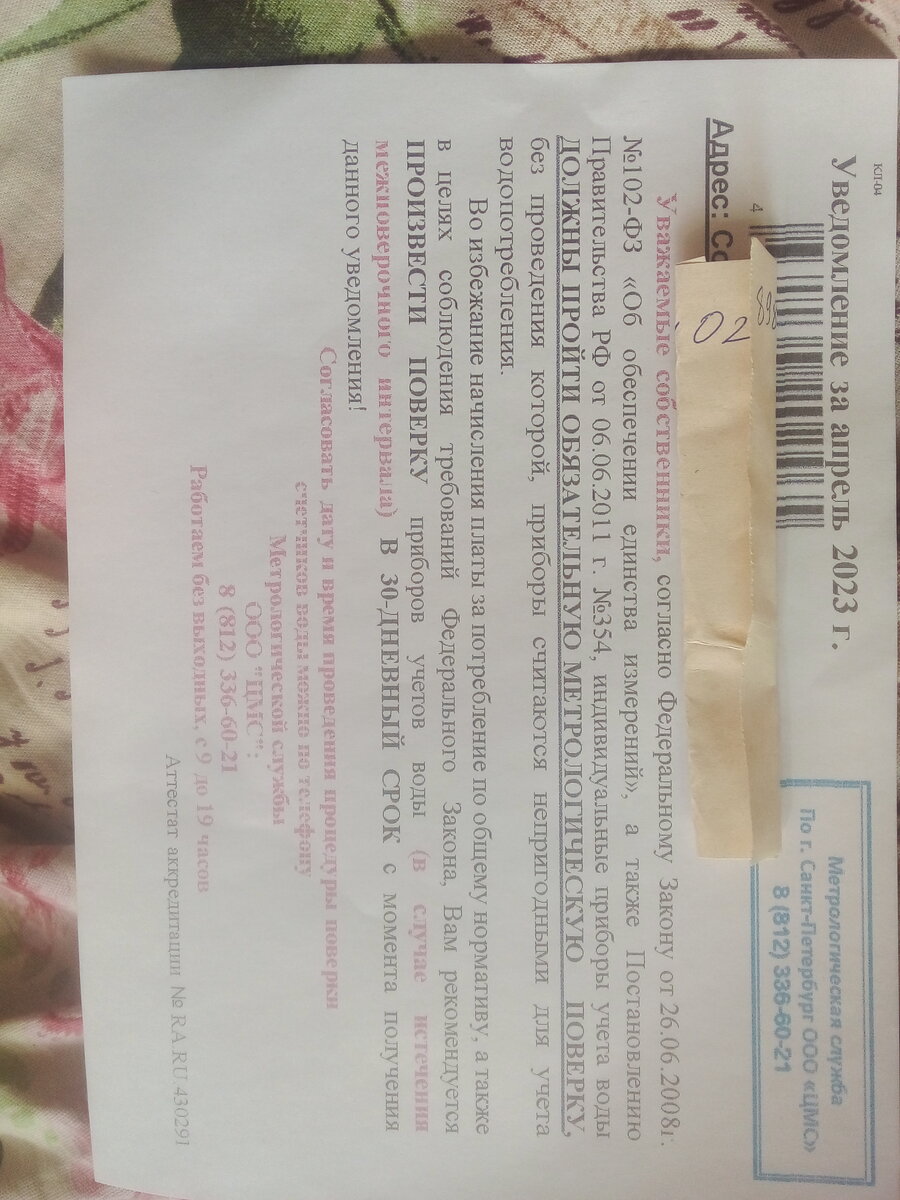 КП-04
Уведомление за апрель 2023 г.
Метрологическая служба
По г. Санкт-Петербург ООО «ЦМС»
8 (812) 336-60-21
4
02
Адрес: Со
Уважаемые собственники, согласно Федеральному Закону от 26.06.2008г.
№102-ФЗ «Об обеспечении единства измерений», а также Постановлению
Правительства РФ от 06.06.2011 г. №354, индивидуальные приборы учета воды
ДОЛЖНЫ ПРОЙТИ ОБЯЗАТЕЛЬНУЮ МЕТРОЛОГИЧЕСКУЮ ПОВЕРКУ,
без проведения которой, приборы считаются непригодными для учета
водопотребления.
Во избежание начисления платы за потребление по общему нормативу, а также
в целях соблюдения требований Федерального Закона, Вам рекомендуется
ПРОИЗВЕСТИ ПОВЕРКУ приборов учетов воды (в случае истечения
межповерочного интервала) В 30-ДНЕВНЫЙ СРОК с момента получения
данного уведомления!
Согласовать дату и время проведения процедуры поверки
счетчиков воды можно по телефону
Метрологической службы
ООО "ЦМС":
8 (812) 336-60-21
Работаем без выходных, с 9 до 19 часов
Аттестат аккредитации № RA.RU 430291